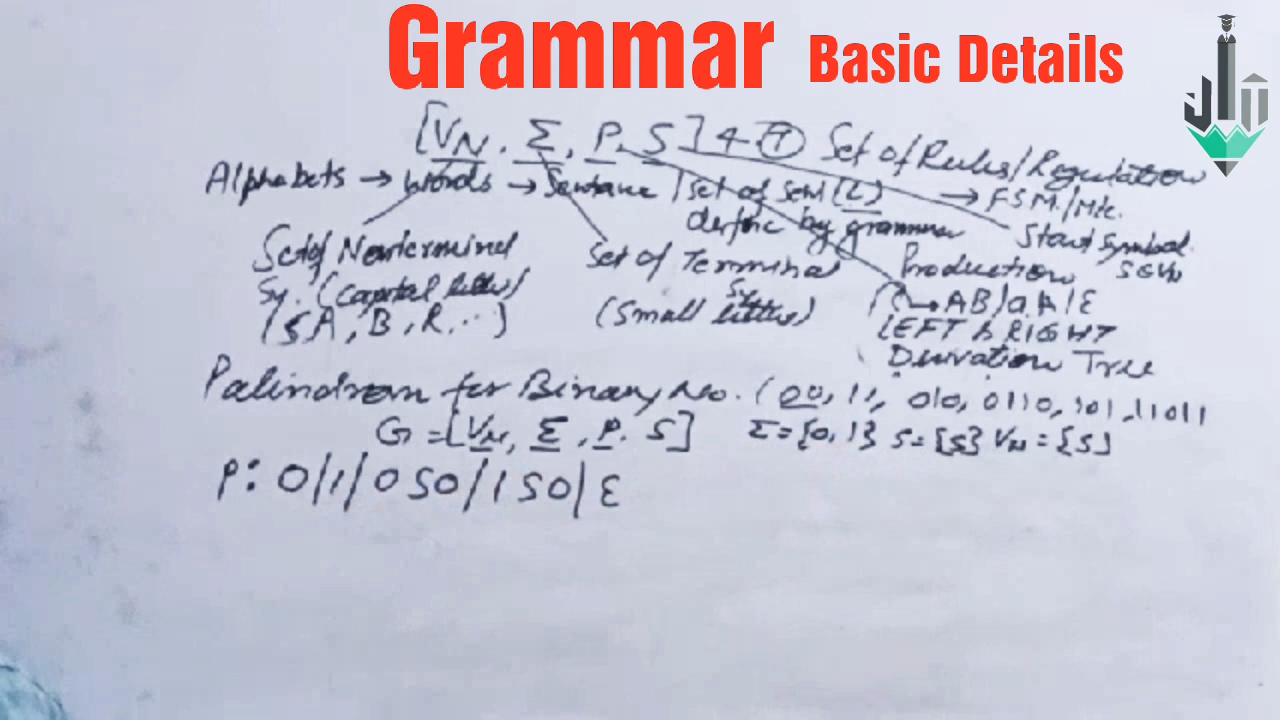 Grammar Basic Details
[VN, Σ, P, S] 4-T Set of Rules/Regulation
Alphabets → Words → Sentance / Set of Sent (L) → FSM/M/c.
define by grammar Start Symbol
Set of Nonterminal Set of Terminal Production S∈VN
Sy. (Capital letter) Sy
(Small letter) → AB/aA/ε
(S, A, B, R, ...) LEFT & RIGHT
Derivation Tree
Palindrom for Binary No. (00, 11, 010, 0110, 101, 11011
G = [VN, Σ, P, S] Σ = {0, 1} S = {S} VN = {S}
P: 0/1/0S0/1S0/ε